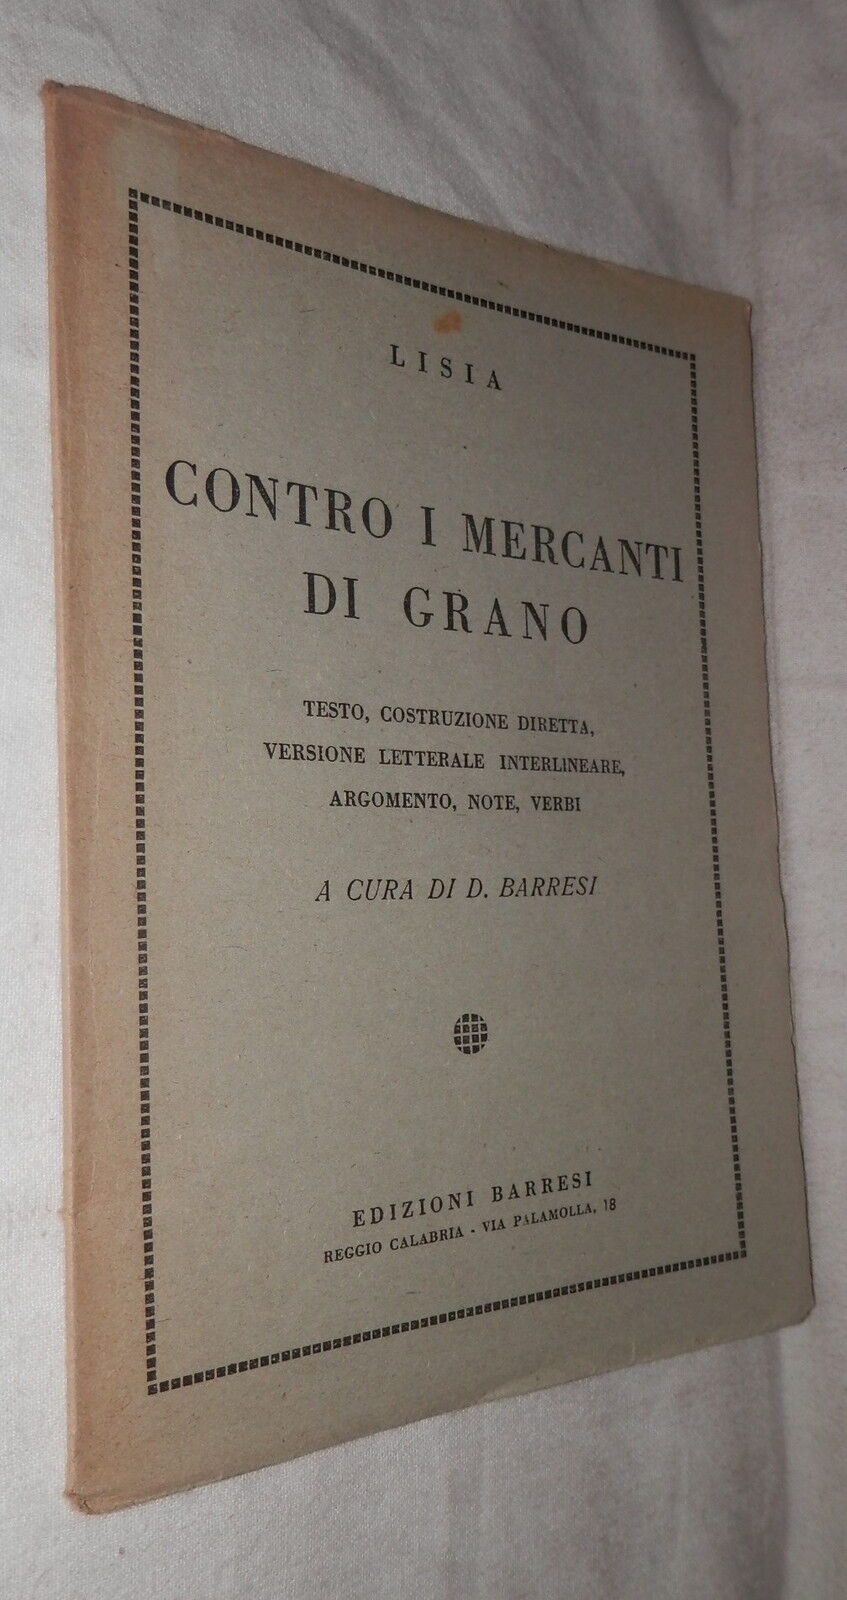 LISIA
CONTRO I MERCANTI
DI GRANO
TESTO, COSTRUZIONE DIRETTA,
VERSIONE LETTERALE INTERLINEARE,
ARGOMENTO, NOTE, VERBI
A CURA DI D. BARRESI
EDIZIONI BARRESI
REGGIO CALABRIA - VIA PALAMOLLA, 18